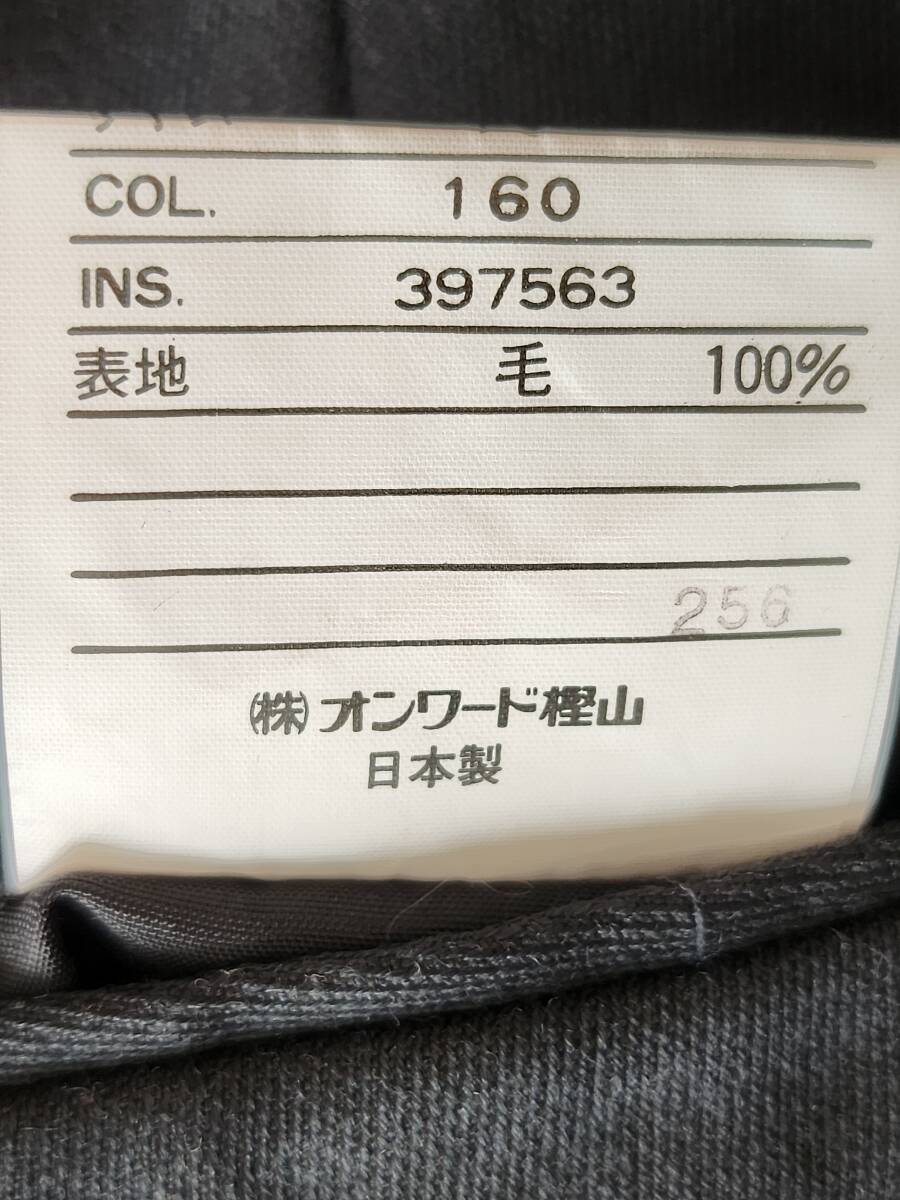 COL. 160
INS. 397563
表地 毛 100%
256
㈱オンワード樫山
日本製